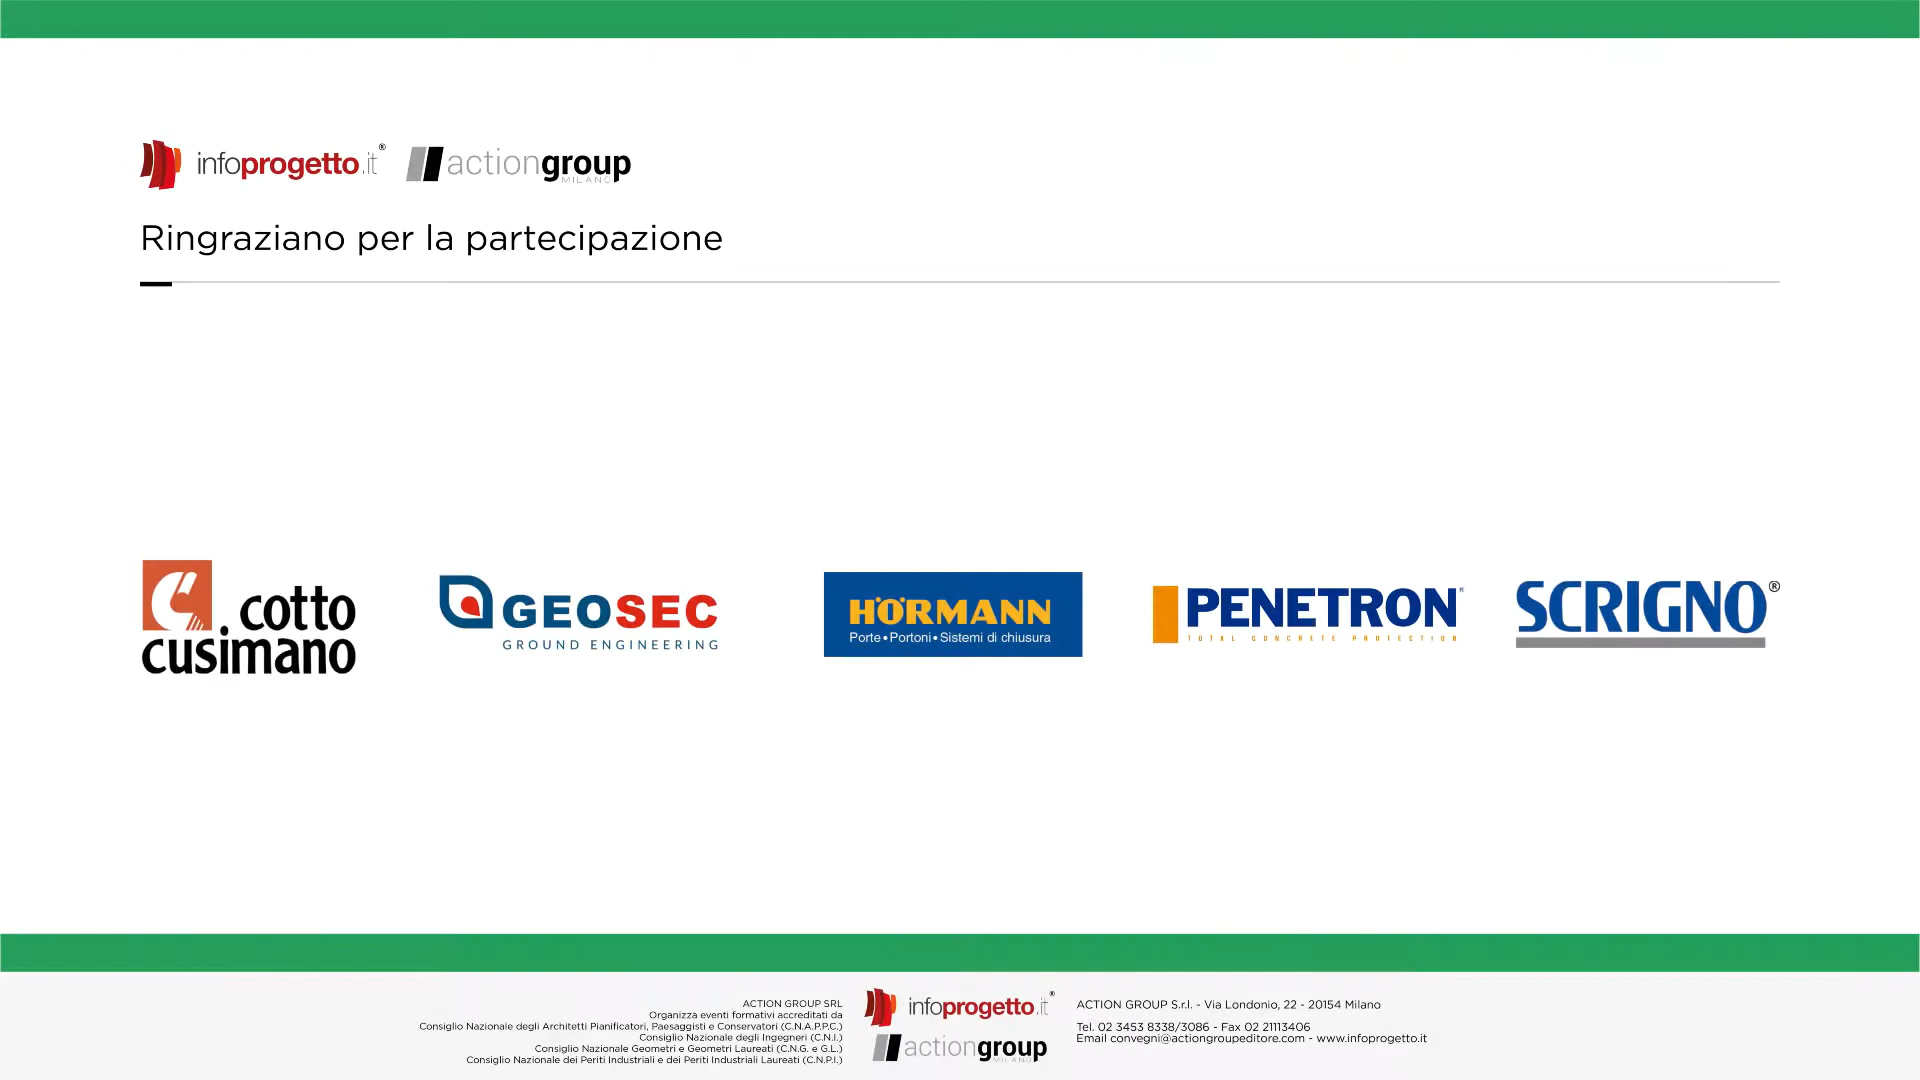 infoprogetto.it®
actiongroup
MILANO
Ringraziano per la partecipazione
cotto
cusimano
GEOSEC
GROUND ENGINEERING
HÖRMANN
Porte•Portoni•Sistemi di chiusura
PENETRON®
TOTAL CONCRETE PROTECTION
SCRIGNO®
ACTION GROUP SRL
Organizza eventi formativi accreditati da
Consiglio Nazionale degli Architetti Pianificatori, Paesaggisti e Conservatori (C.N.A.P.P.C.)
Consiglio Nazionale degli Ingegneri (C.N.I.)
Consiglio Nazionale Geometri e Geometri Laureati (C.N.G. e G.L.)
Consiglio Nazionale dei Periti Industriali e dei Periti Industriali Laureati (C.N.P.I.)
infoprogetto.it®
actiongroup
MILANO
ACTION GROUP S.r.l. - Via Londonio, 22 - 20154 Milano
Tel. 02 3453 8338/3086 - Fax 02 21113406
Email convegni@actiongroupeditore.com - www.infoprogetto.it